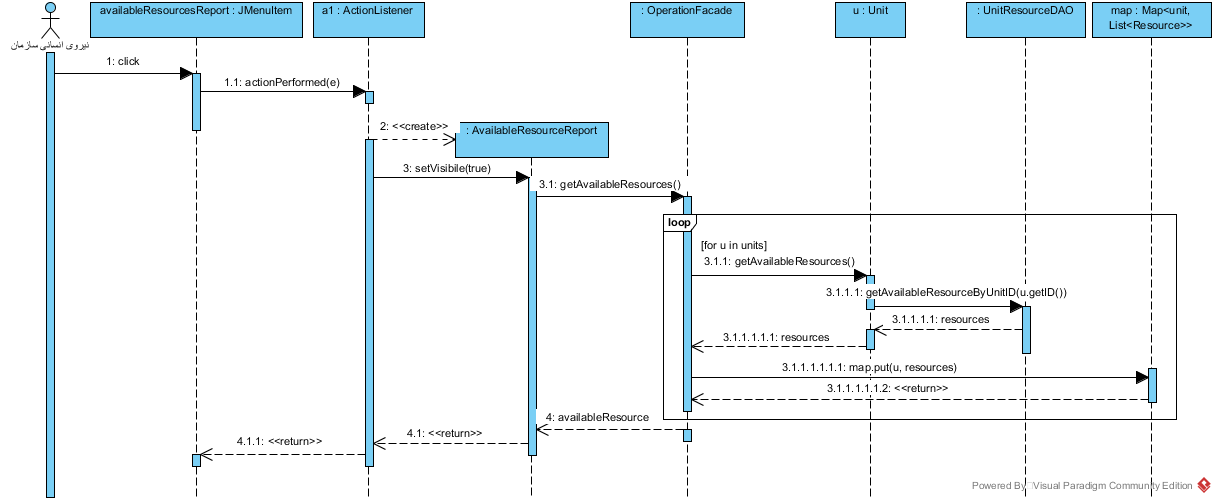 availableResourcesReport : JMenuItem
a1 : ActionListener
: OperationFacade
u : Unit
: UnitResourceDAO
map : Map<unit,
List<Resource>>
نیروی انسانی سازمان
1: click
1.1: actionPerformed(e)
2: <<create>>
: AvailableResourceReport
3: setVisibile(true)
3.1: getAvailableResources()
loop
[for u in units]
3.1.1: getAvailableResources()
3.1.1.1: getAvailableResourceByUnitID(u.getID())
3.1.1.1.1: resources
3.1.1.1.1.1: resources
3.1.1.1.1.1.1: map.put(u, resources)
3.1.1.1.1.1.2: <<return>>
4: availableResource
4.1: <<return>>
4.1.1: <<return>>
Powered By Visual Paradigm Community Edition